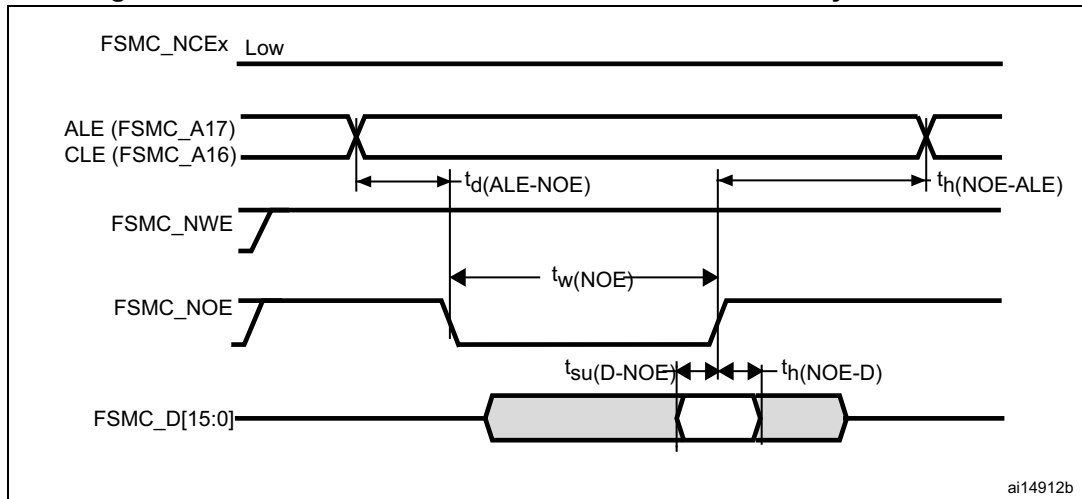 FSMC_NCEx Low
ALE (FSMC_A17)
CLE (FSMC_A16)
td(ALE-NOE)
th(NOE-ALE)
FSMC_NWE
tw(NOE)
FSMC_NOE
tsu(D-NOE)
th(NOE-D)
FSMC_D[15:0]
ai14912b